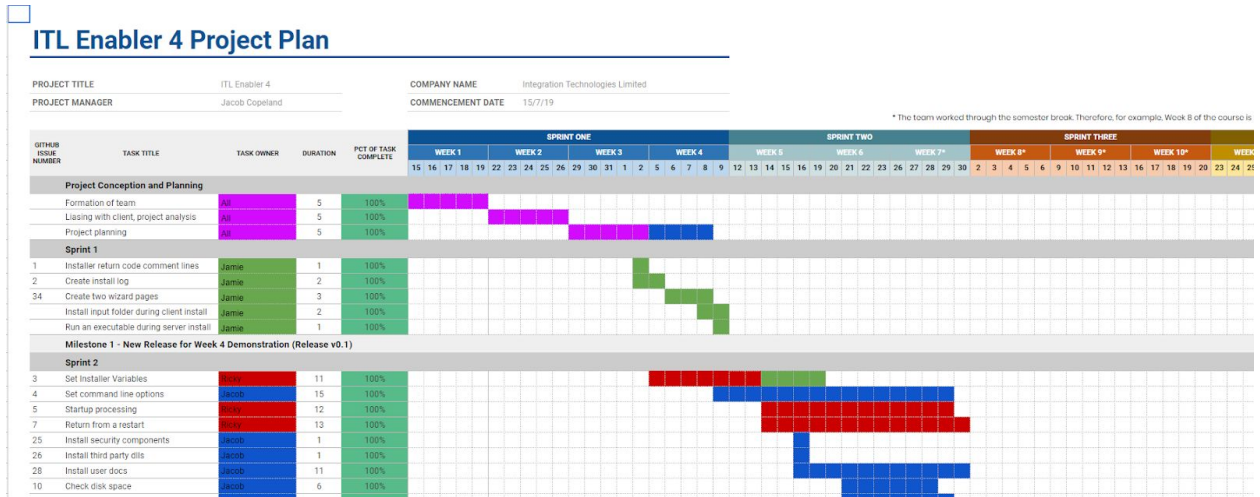 ITL Enabler 4 Project Plan
PROJECT TITLE ITL Enabler 4 COMPANY NAME Integration Technologies Limited
PROJECT MANAGER Jacob Copeland COMMENCEMENT DATE 15/7/19
* The team worked through the semester break. Therefore, for example, Week 8 of the course is
GITHUB ISSUE NUMBER TASK TITLE TASK OWNER DURATION PCT OF TASK COMPLETE SPRINT ONE SPRINT TWO SPRINT THREE
WEEK 1 WEEK 2 WEEK 3 WEEK 4 WEEK 5 WEEK 6 WEEK 7* WEEK 8* WEEK 9* WEEK 10* WEEK
15 16 17 18 19 22 23 24 25 26 29 30 31 1 2 5 6 7 8 9 12 13 14 15 16 19 20 21 22 23 26 27 28 29 30 2 3 4 5 6 9 10 11 12 13 16 17 18 19 20 23 24 25
Project Conception and Planning
Formation of team All 5 100%
Liasing with client, project analysis All 5 100%
Project planning All 5 100%
Sprint 1
1 Installer return code comment lines Jamie 1 100%
2 Create install log Jamie 2 100%
34 Create two wizard pages Jamie 3 100%
Install input folder during client install Jamie 2 100%
Run an executable during server install Jamie 1 100%
Milestone 1 - New Release for Week 4 Demonstration (Release v0.1)
Sprint 2
3 Set Installer Variables Ricky 11 100%
4 Set command line options Jacob 15 100%
5 Startup processing Ricky 12 100%
7 Return from a restart Ricky 13 100%
25 Install security components Jacob 1 100%
26 Install third party dlls Jacob 1 100%
28 Install user docs Jacob 11 100%
10 Check disk space Jacob 6 100%